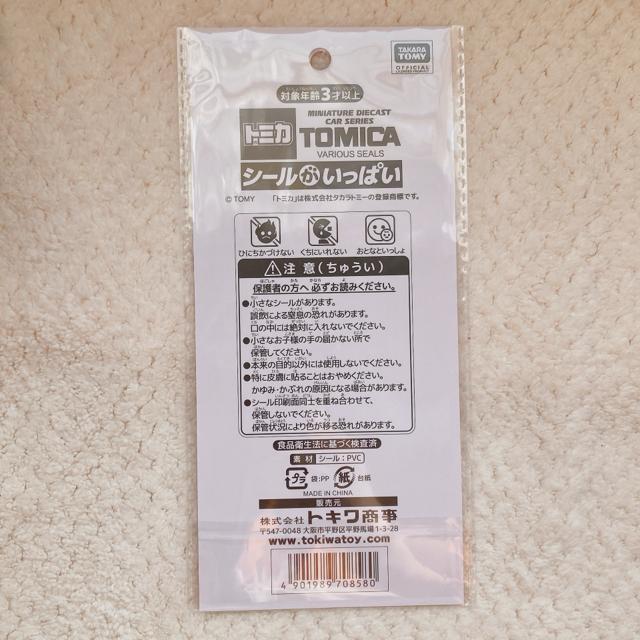 TAKARA
TOMY
OFFICIAL
対象年齢3才以上
MINIATURE DIECAST
CAR SERIES
トミカ TOMICA
VARIOUS SEALS
シールがいっぱい
© TOMY 「トミカ」は株式会社タカラトミーの登録商標です。
ひにちかづけない くちにいれない おとなといっしょ
注意(ちゅうい)
保護者の方へ 必ずお読みください。
●小さなシールがあります。
誤飲による窒息の恐れがあります。
口の中には絶対に入れないでください。
●小さなお子様の手の届かない所で
保管してください。
●本来の目的以外には使用しないでください。
●特に皮膚に貼ることはおやめください。
かゆみ・かぶれの原因になる場合があります。
●シール印刷面同士を重ね合わせて、
保管しないでください。
保管状況により色が移る恐れがあります。
食品衛生法に基づく検査済
素材 シール:PVC
プラ 袋:PP 紙 台紙
MADE IN CHINA
販売元
株式会社 トキワ商事
〒547-0048 大阪市平野区平野馬場1-3-28
www.tokiwatoy.com
4 901989 708580